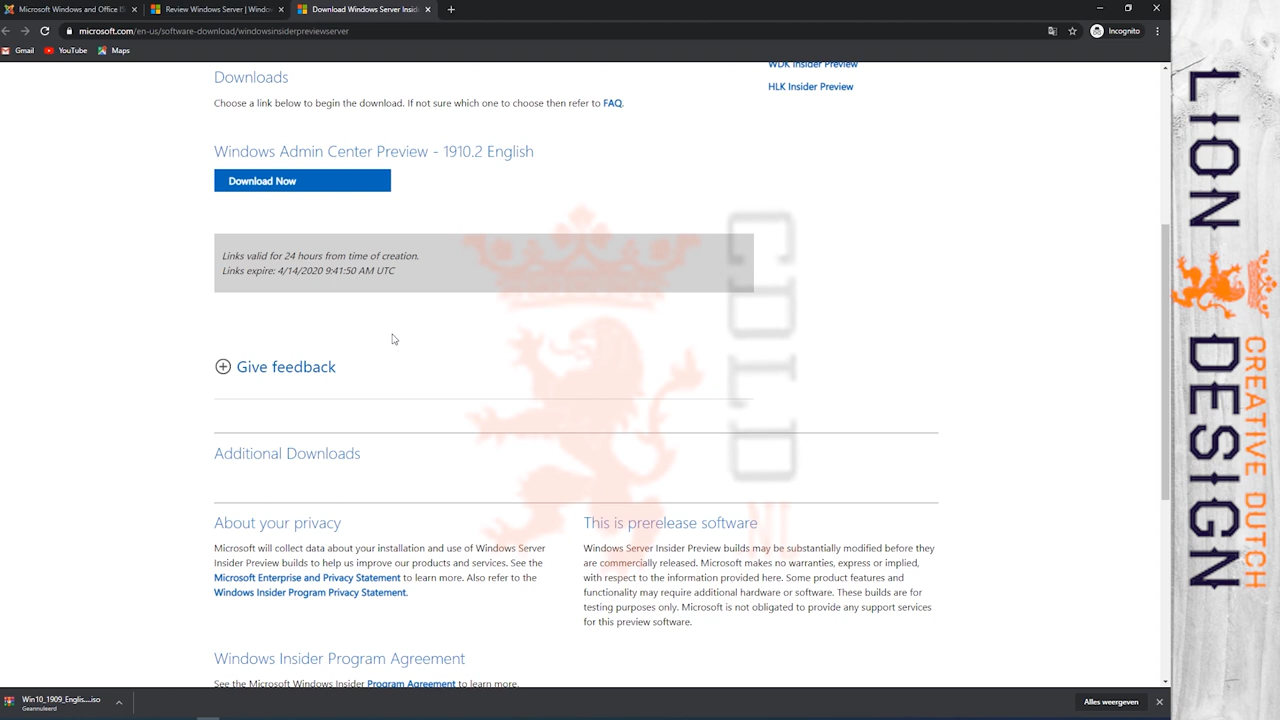 Microsoft Windows and Office I
Review Windows Server | Windo
Download Windows Server Insid
microsoft.com/en-us/software-download/windowsinsiderpreviewserver
Incognito
Gmail
YouTube
Maps
WDK Insider Preview
Downloads
HLK Insider Preview
Choose a link below to begin the download. If not sure which one to choose then refer to FAQ.
Windows Admin Center Preview - 1910.2 English
Download Now
Links valid for 24 hours from time of creation.
Links expire: 4/14/2020 9:41:50 AM UTC
Give feedback
Additional Downloads
About your privacy
Microsoft will collect data about your installation and use of Windows Server
Insider Preview builds to help us improve our products and services. See the
Microsoft Enterprise and Privacy Statement to learn more. Also refer to the
Windows Insider Program Privacy Statement.
This is prerelease software
Windows Server Insider Preview builds may be substantially modified before they
are commercially released. Microsoft makes no warranties, express or implied,
with respect to the information provided here. Some product features and
functionality may require additional hardware or software. These builds are for
testing purposes only. Microsoft is not obligated to provide any support services
for this preview software.
Windows Insider Program Agreement
See the Microsoft Windows Insider Program Agreement to learn more.
Win10_1909_Englis....iso
Geannuleerd
Alles weergeven
LION
DESIGN
CREATIVE DUTCH